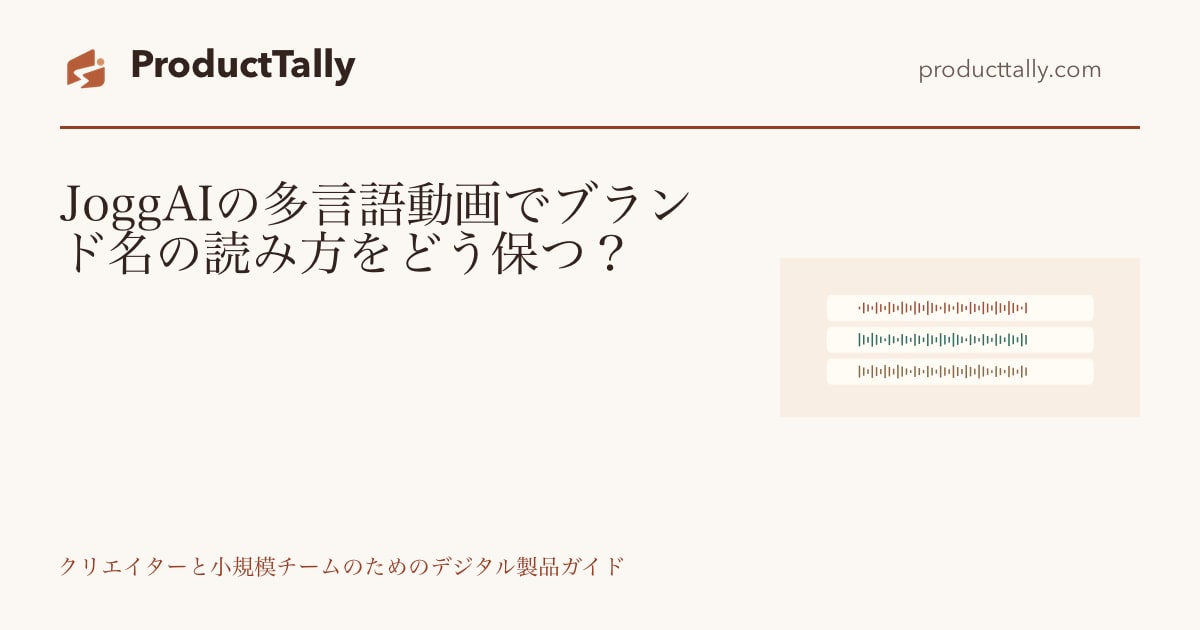 ProductTally
producttally.com
JoggAIの多言語動画でブラン
ド名の読み方をどう保つ？
クリエイターと小規模チームのためのデジタル製品ガイド